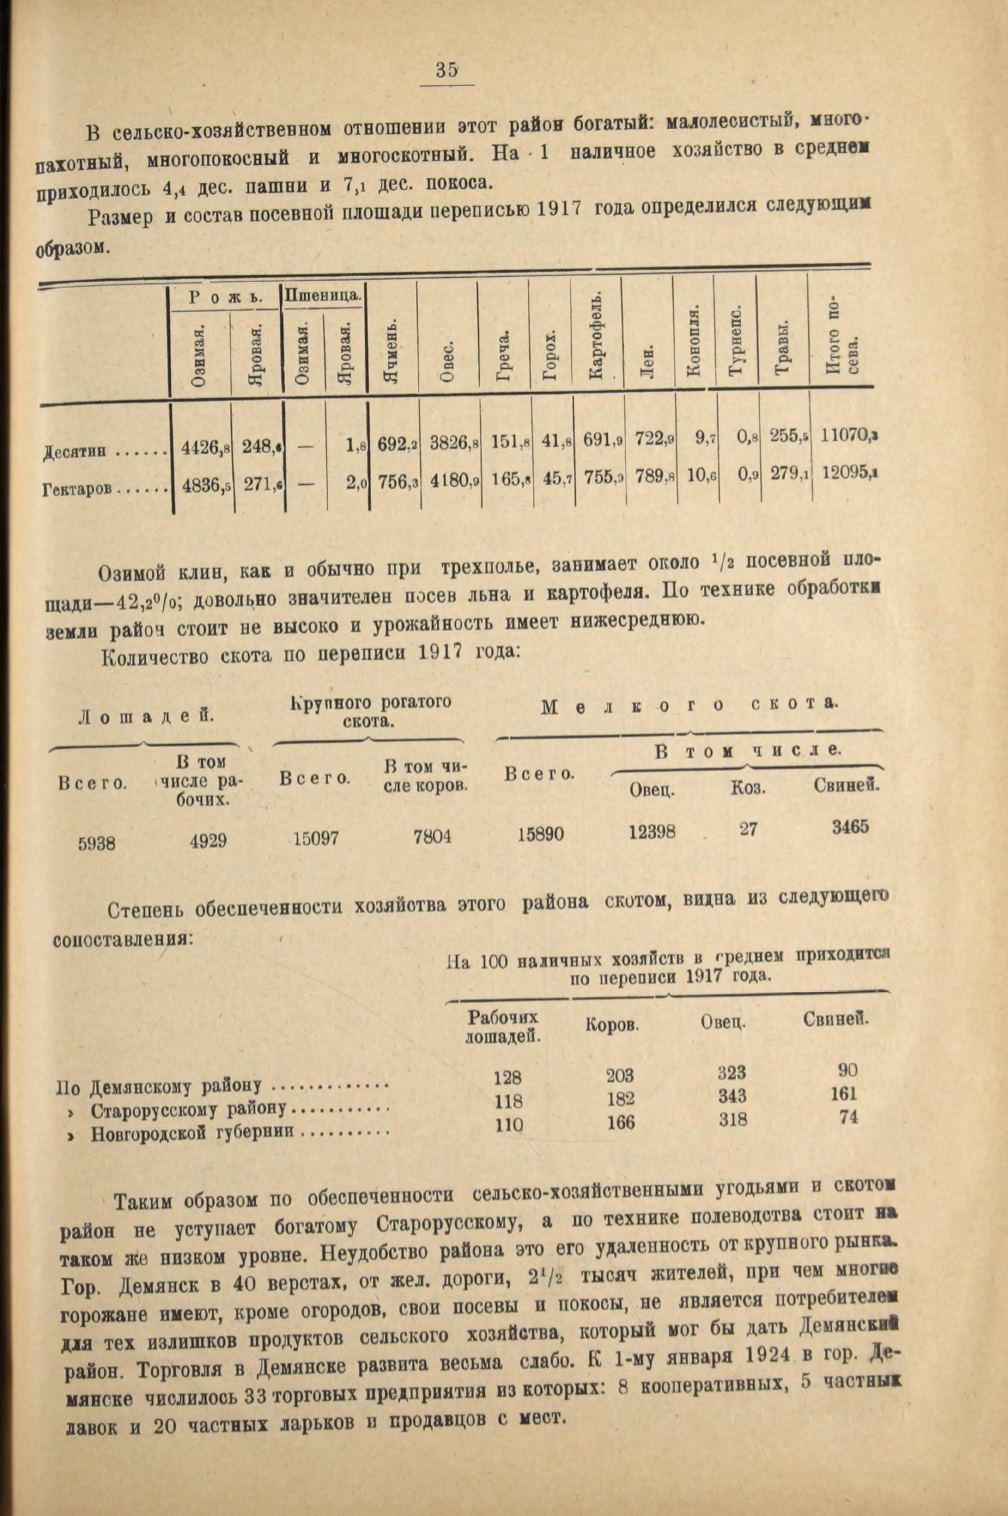 35
В сельско-хозяйственном отношении этот район богатый: малолесистый, много-
пахотный, многопокосный и многоскотный. На 1 наличное хозяйство в среднем
приходилось 4,4 дес. пашни и 7,1 дес. покоса.
Размер и состав посевной площади переписью 1917 года определился следующим
образом.
Рожь. Пшеница.
Озимая. Яровая. Озимая. Яровая. Ячмень. Овес. Греча. Горох. Картофель. Лен. Конопля. Турнепс. Травы. Итого по-
сева.
Десятин ...... 4426,8 248,6 — 1,8 692,2 3826,8 151,8 41,8 691,9 722,9 9,7 0,8 255,5 11070,3
Гектаров ...... 4836,5 271,6 — 2,0 756,3 4180,9 165,8 45,7 755,9 789,8 10,6 0,9 279,1 12095,1
Озимой клин, как и обычно при трехполье, занимает около 1/2 посевной пло-
щади—42,2%; довольно значителен посев льна и картофеля. По технике обработки
земли район стоит не высоко и урожайность имеет нижесреднюю.
Количество скота по переписи 1917 года:
Лошадей. Крупного рогатого
скота. Мелкого скота.
Всего. В том
числе ра-
бочих. Всего. В том чи-
сле коров. Всего. В том числе.
Овец. Коз. Свиней.
5938 4929 15097 7804 15890 12398 27 3465
Степень обеспеченности хозяйства этого района скотом, видна из следующего
сопоставления:
На 100 наличных хозяйств в среднем приходится
по переписи 1917 года.
Рабочих
лошадей. Коров. Овец. Свиней.
По Демянскому району ............. 128 203 323 90
» Старорусскому району ........... 118 182 343 161
» Новгородской губернии .......... 110 166 318 74
Таким образом по обеспеченности сельско-хозяйственными угодьями и скотом
район не уступает богатому Старорусскому, а по технике полеводства стоит на
таком же низком уровне. Неудобство района это его удаленность от крупного рынка.
Гор. Демянск в 40 верстах, от жел. дороги, 2 1/2 тысяч жителей, при чем многие
горожане имеют, кроме огородов, свои посевы и покосы, не является потребителем
для тех излишков продуктов сельского хозяйства, который мог бы дать Демянский
район. Торговля в Демянске развита весьма слабо. К 1-му января 1924 в гор. Де-
мянске числилось 33 торговых предприятия из которых: 8 кооперативных, 5 частных
лавок и 20 частных ларьков и продавцов с мест.